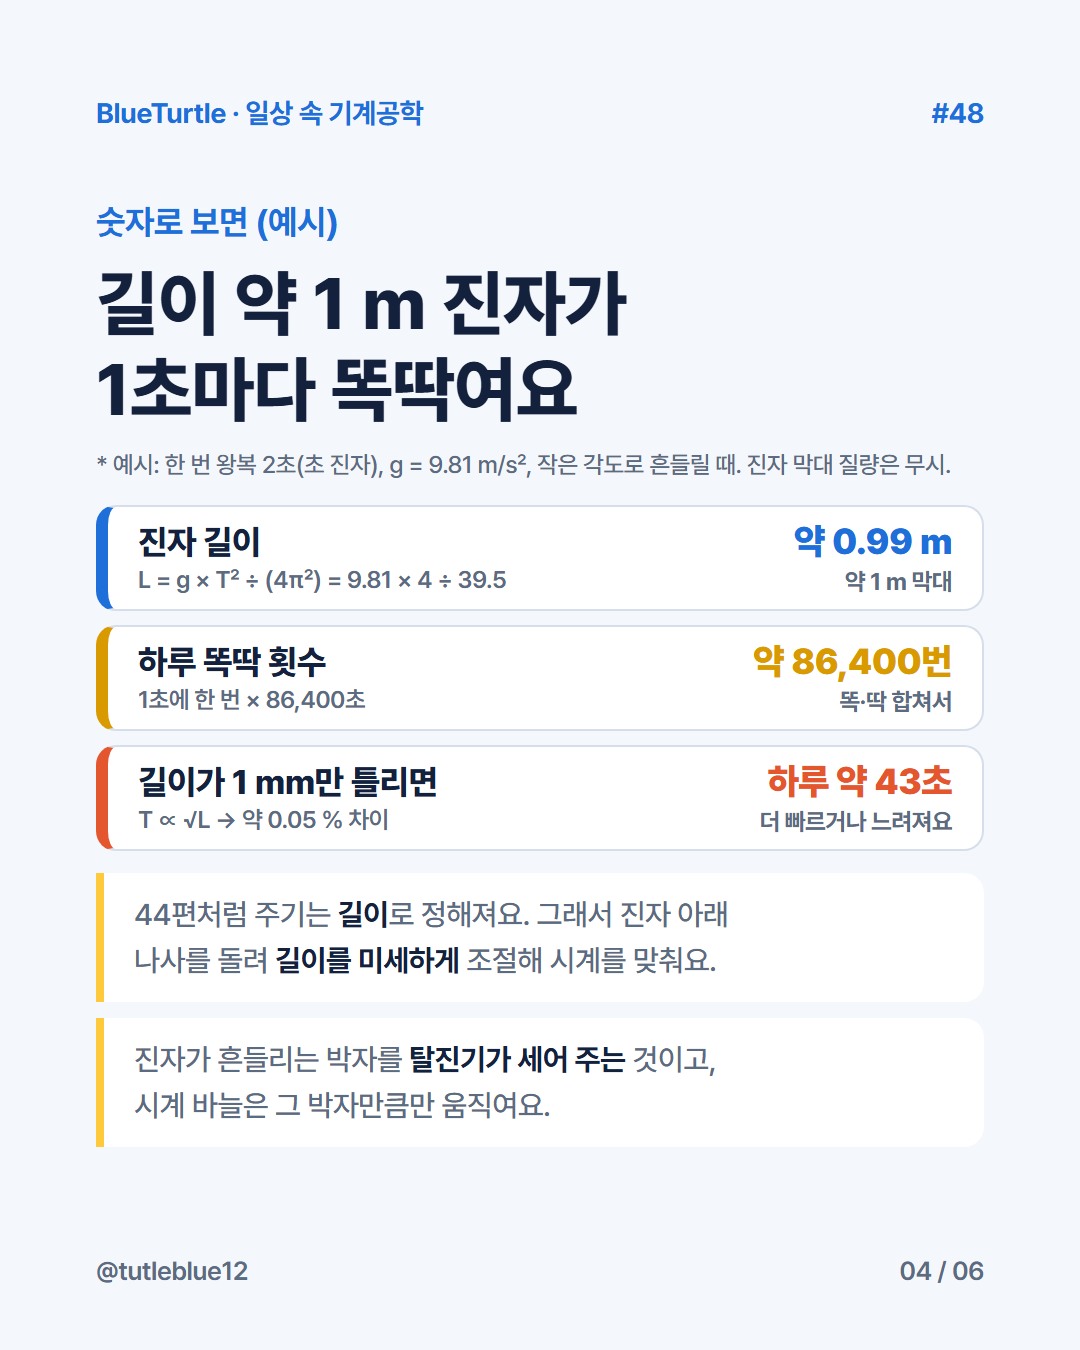 BlueTurtle · 일상 속 기계공학
#48
숫자로 보면 (예시)
길이 약 1 m 진자가
1초마다 똑딱여요
* 예시: 한 번 왕복 2초(초 진자), g = 9.81 m/s², 작은 각도로 흔들릴 때. 진자 막대 질량은 무시.
진자 길이
L = g × T² ÷ (4π²) = 9.81 × 4 ÷ 39.5
약 0.99 m
약 1 m 막대
하루 똑딱 횟수
1초에 한 번 × 86,400초
약 86,400번
똑·딱 합쳐서
길이가 1 mm만 틀리면
T ∝ √L → 약 0.05 % 차이
하루 약 43초
더 빠르거나 느려져요
44편처럼 주기는 길이로 정해져요. 그래서 진자 아래
나사를 돌려 길이를 미세하게 조절해 시계를 맞춰요.
진자가 흔들리는 박자를 탈진기가 세어 주는 것이고,
시계 바늘은 그 박자만큼만 움직여요.
@tutleblue12
04 / 06